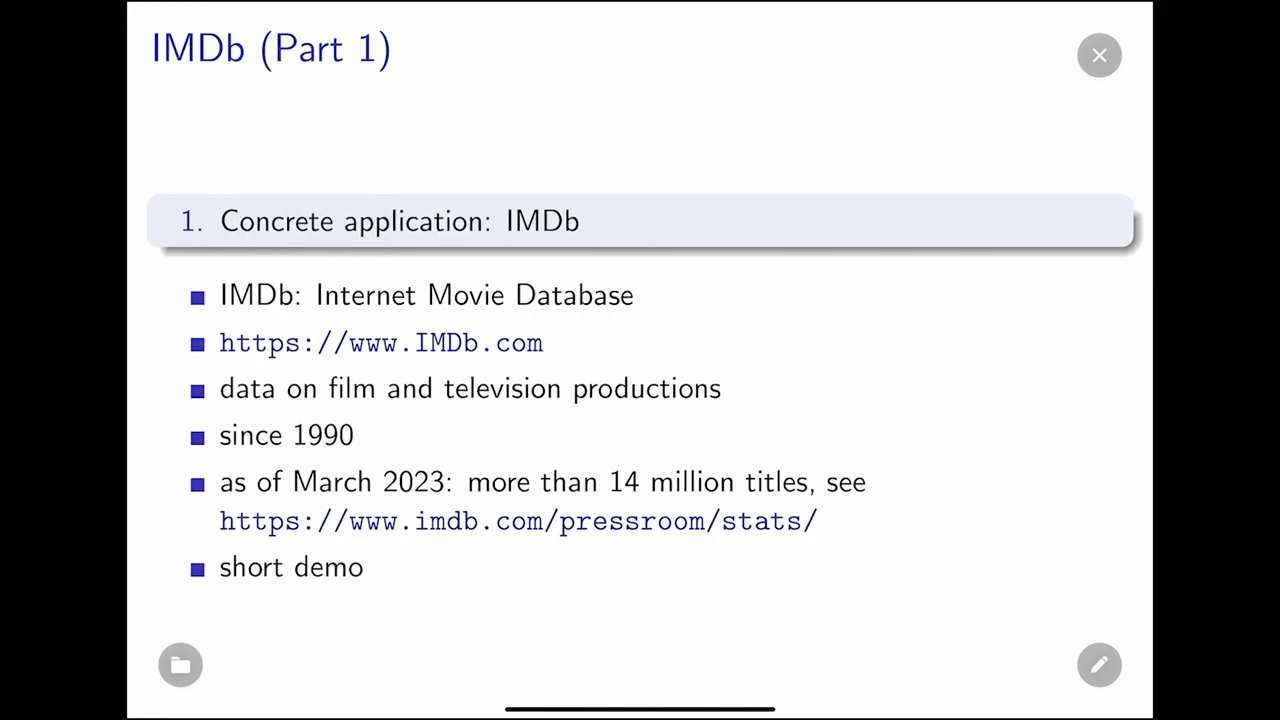 IMDb (Part 1)
1. Concrete application: IMDb
IMDb: Internet Movie Database
https://www.IMDb.com
data on film and television productions
since 1990
as of March 2023: more than 14 million titles, see
https://www.imdb.com/pressroom/stats/
short demo